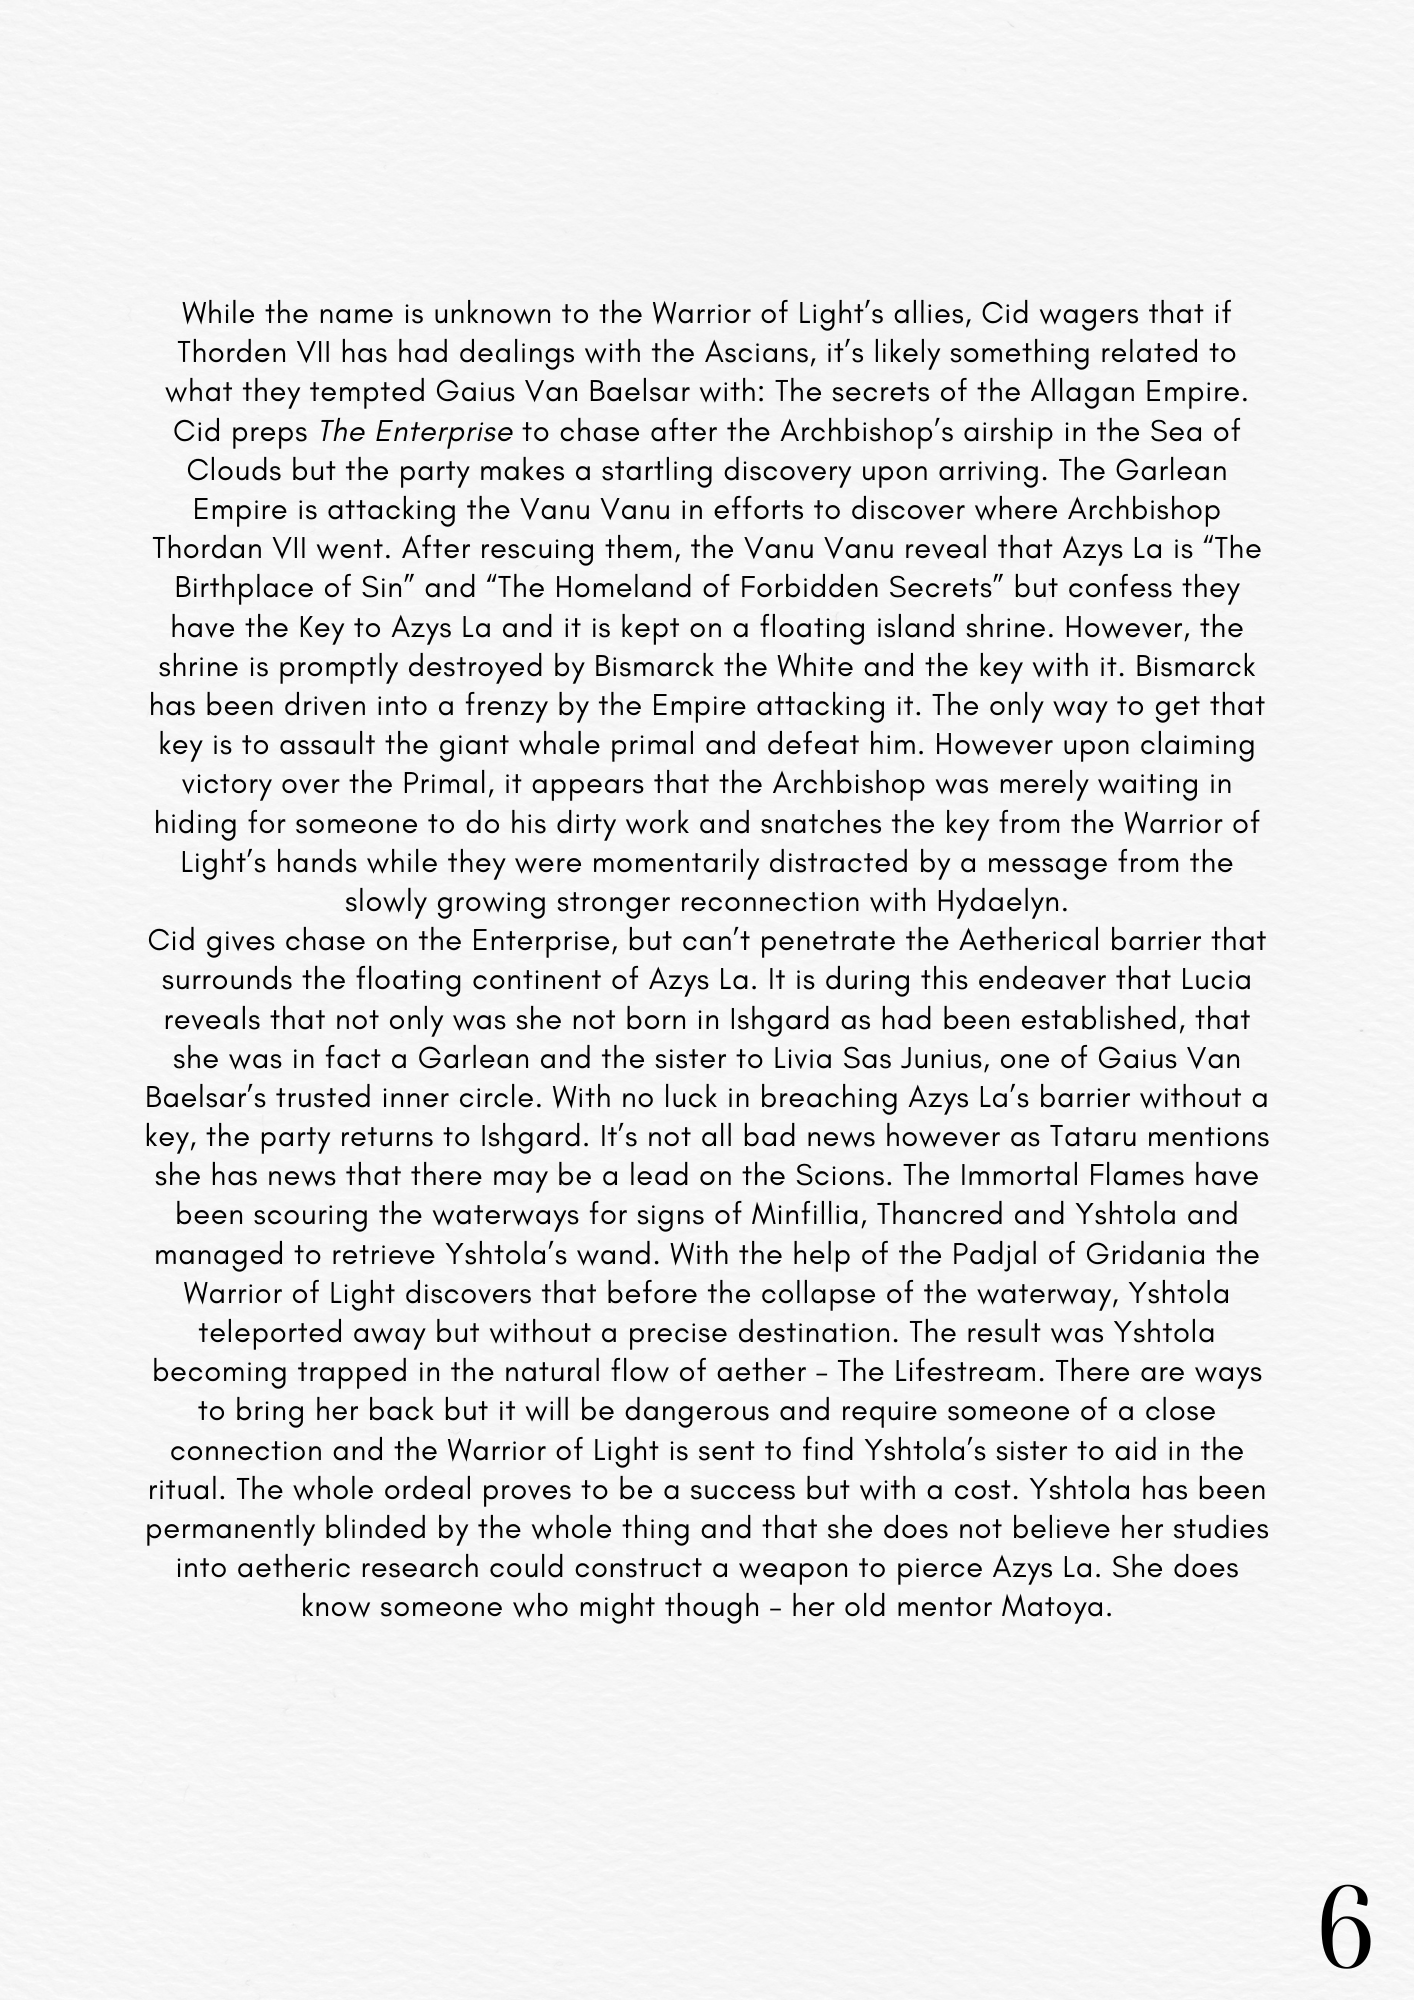 While the name is unknown to the Warrior of Light’s allies, Cid wagers that if
Thorden VII has had dealings with the Ascians, it’s likely something related to
what they tempted Gaius Van Baelsar with: The secrets of the Allagan Empire.
Cid preps The Enterprise to chase after the Archbishop’s airship in the Sea of
Clouds but the party makes a startling discovery upon arriving. The Garlean
Empire is attacking the Vanu Vanu in efforts to discover where Archbishop
Thordan VII went. After rescuing them, the Vanu Vanu reveal that Azys La is “The
Birthplace of Sin” and “The Homeland of Forbidden Secrets” but confess they
have the Key to Azys La and it is kept on a floating island shrine. However, the
shrine is promptly destroyed by Bismarck the White and the key with it. Bismarck
has been driven into a frenzy by the Empire attacking it. The only way to get that
key is to assault the giant whale primal and defeat him. However upon claiming
victory over the Primal, it appears that the Archbishop was merely waiting in
hiding for someone to do his dirty work and snatches the key from the Warrior of
Light’s hands while they were momentarily distracted by a message from the
slowly growing stronger reconnection with Hydaelyn.
Cid gives chase on the Enterprise, but can’t penetrate the Aetherical barrier that
surrounds the floating continent of Azys La. It is during this endeaver that Lucia
reveals that not only was she not born in Ishgard as had been established, that
she was in fact a Garlean and the sister to Livia Sas Junius, one of Gaius Van
Baelsar’s trusted inner circle. With no luck in breaching Azys La’s barrier without a
key, the party returns to Ishgard. It’s not all bad news however as Tataru mentions
she has news that there may be a lead on the Scions. The Immortal Flames have
been scouring the waterways for signs of Minfillia, Thancred and Yshtola and
managed to retrieve Yshtola’s wand. With the help of the Padjal of Gridania the
Warrior of Light discovers that before the collapse of the waterway, Yshtola
teleported away but without a precise destination. The result was Yshtola
becoming trapped in the natural flow of aether – The Lifestream. There are ways
to bring her back but it will be dangerous and require someone of a close
connection and the Warrior of Light is sent to find Yshtola’s sister to aid in the
ritual. The whole ordeal proves to be a success but with a cost. Yshtola has been
permanently blinded by the whole thing and that she does not believe her studies
into aetheric research could construct a weapon to pierce Azys La. She does
know someone who might though – her old mentor Matoya.
6